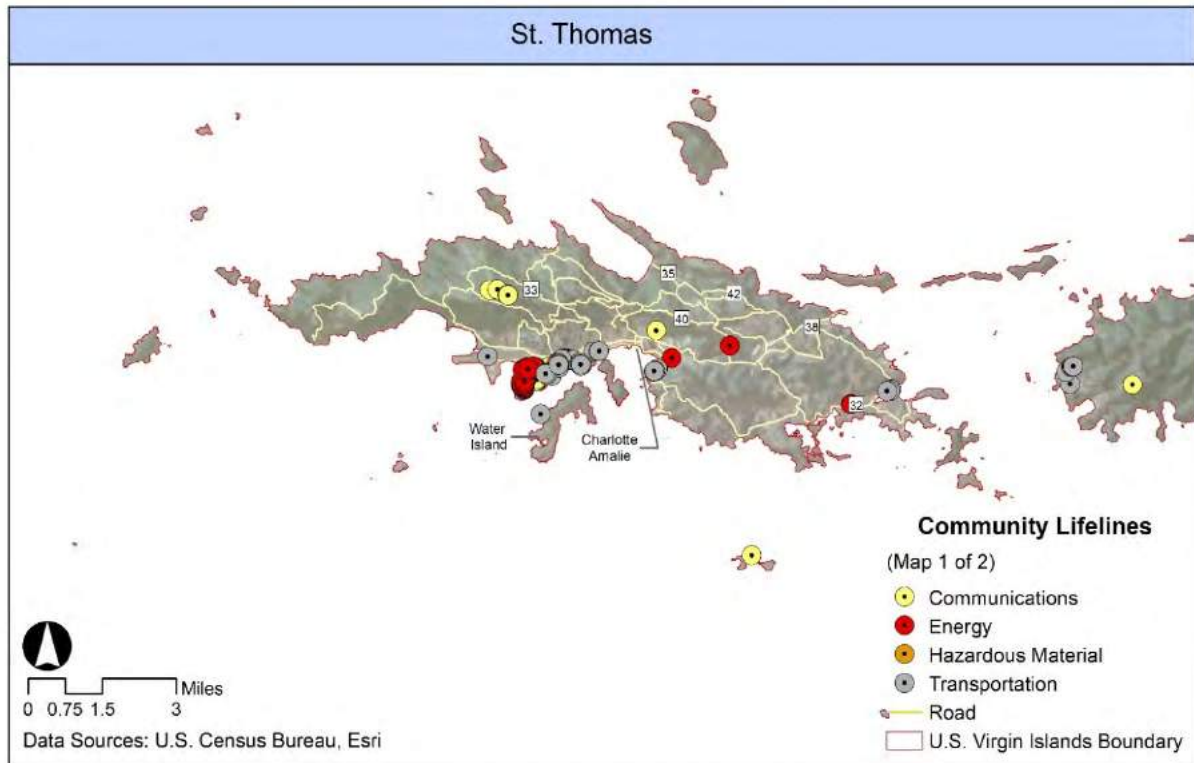 St. Thomas
35
33
42
40
38
32
Water
Island
Charlotte
Amalie
Community Lifelines
(Map 1 of 2)
Communications
Energy
Hazardous Material
Transportation
Road
U.S. Virgin Islands Boundary
Miles
0 0.75 1.5 3
Data Sources: U.S. Census Bureau, Esri